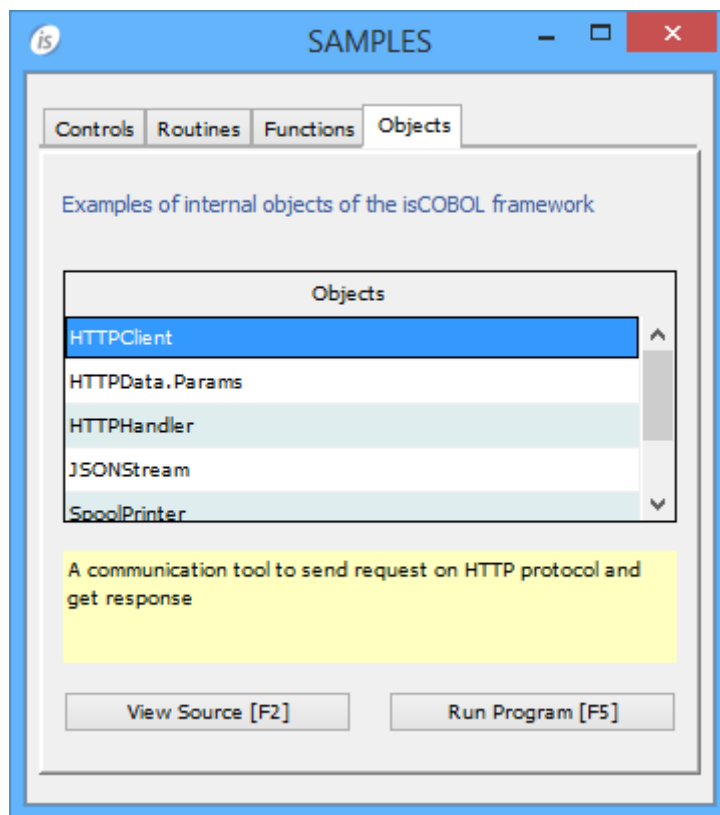 is
SAMPLES
Controls Routines Functions Objects
Examples of internal objects of the isCOBOL framework
Objects
HTTPClient
HTTPData.Params
HTTPHandler
JSONStream
SpoolPrinter
A communication tool to send request on HTTP protocol and
get response
View Source [F2] Run Program [F5]